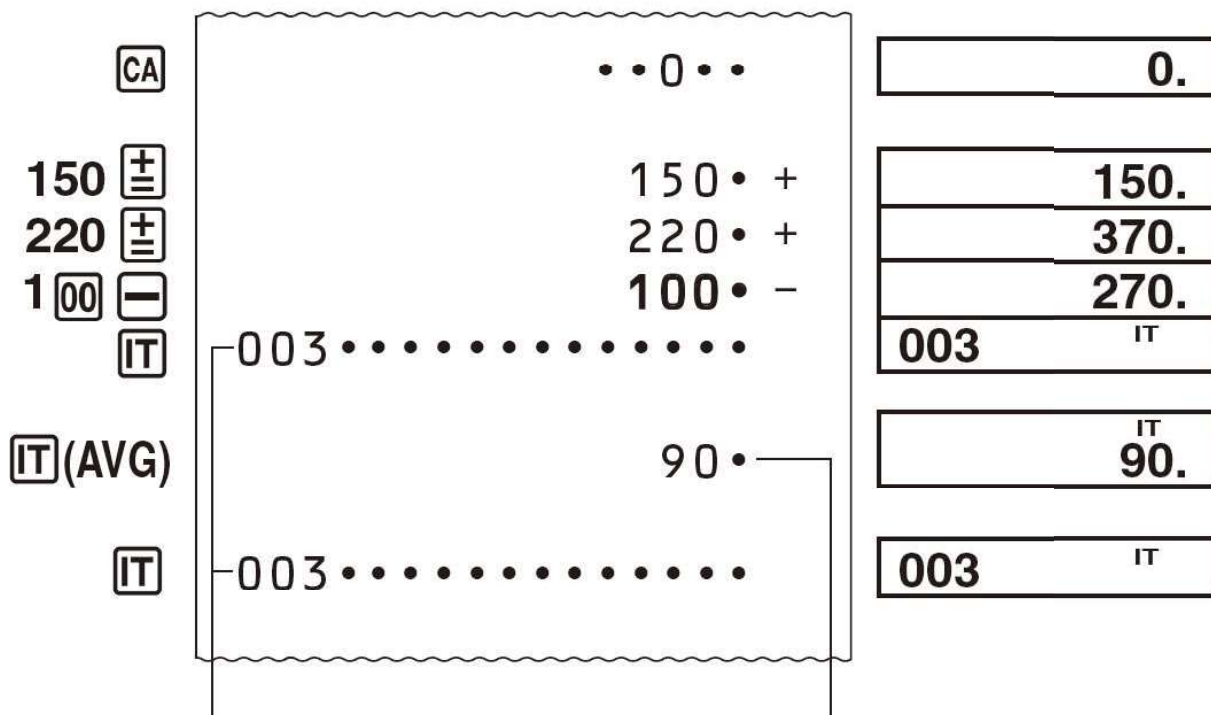 CA ••0•• 0.
150 ± = 150• + 150.
220 ± = 220• + 370.
1 00 − 100• − 270.
IT 003••••••••••••• 003 IT
IT (AVG) 90• IT 90.
IT 003••••••••••••• 003 IT